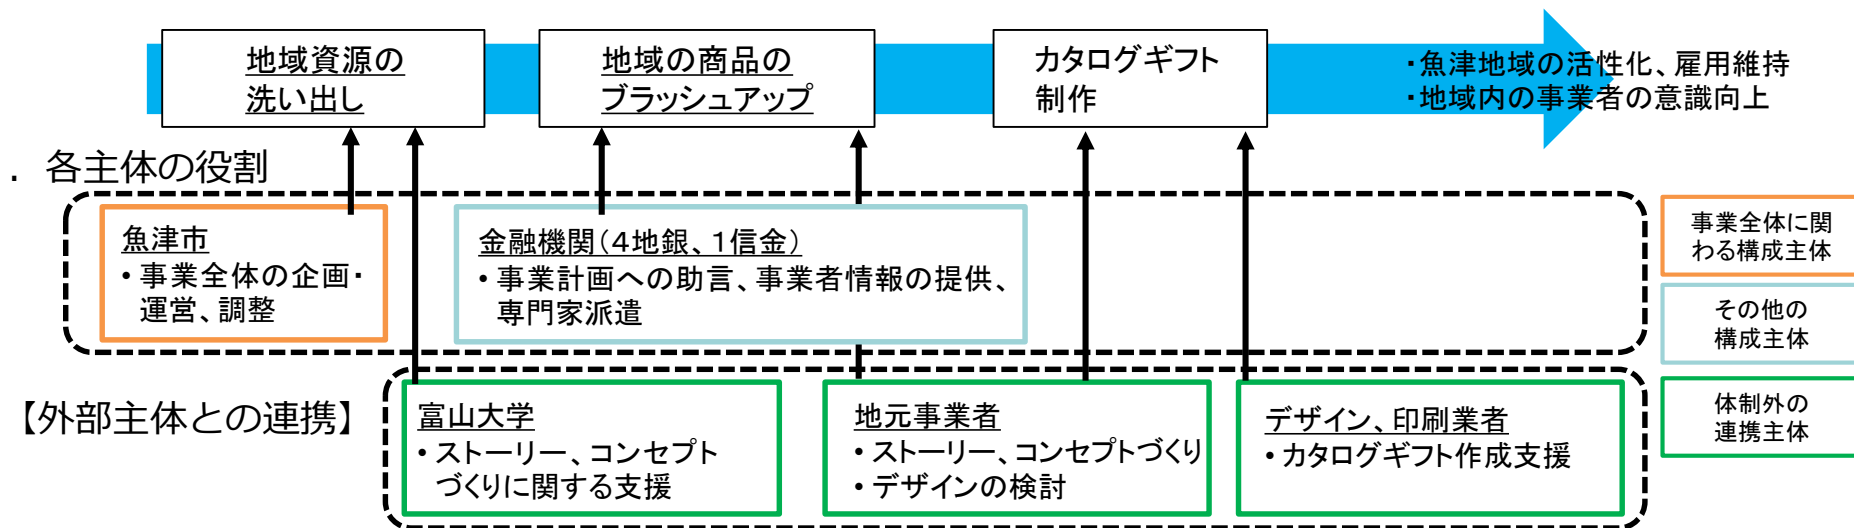 地域資源の
洗い出し
地域の商品の
ブラッシュアップ
カタログギフト
制作
・魚津地域の活性化、雇用維持
・地域内の事業者の意識向上
．各主体の役割
魚津市
• 事業全体の企画・
運営、調整
金融機関（４地銀、１信金）
• 事業計画への助言、事業者情報の提供、
専門家派遣
事業全体に関
わる構成主体
その他の
構成主体
体制外の
連携主体
【外部主体との連携】
富山大学
• ストーリー、コンセプト
づくりに関する支援
地元事業者
• ストーリー、コンセプトづくり
• デザインの検討
デザイン、印刷業者
• カタログギフト作成支援